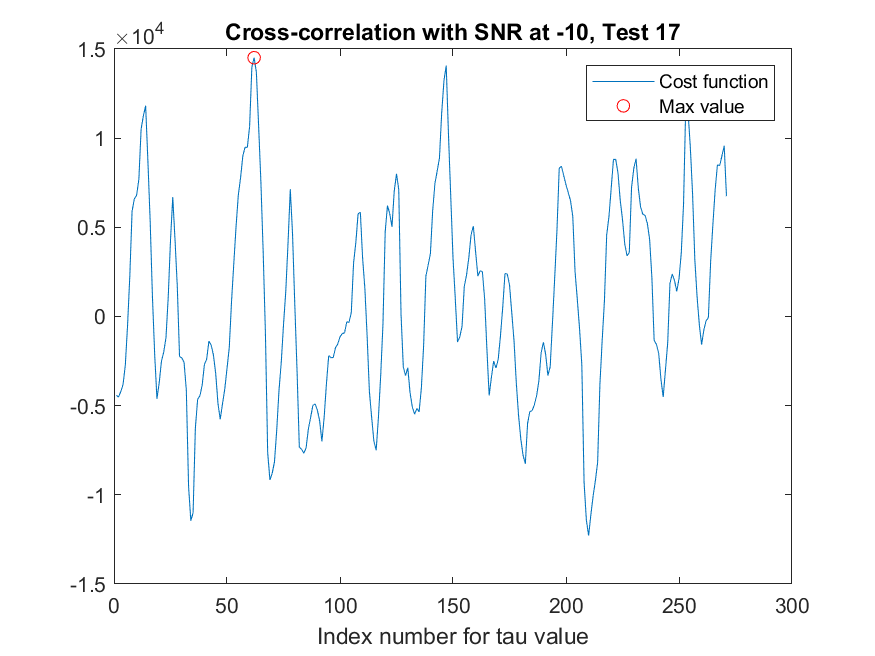 Cross-correlation with SNR at -10, Test 17
×10^4
1.5
1
0.5
0
-0.5
-1
-1.5
0 50 100 150 200 250 300
Index number for tau value
Cost function
Max value